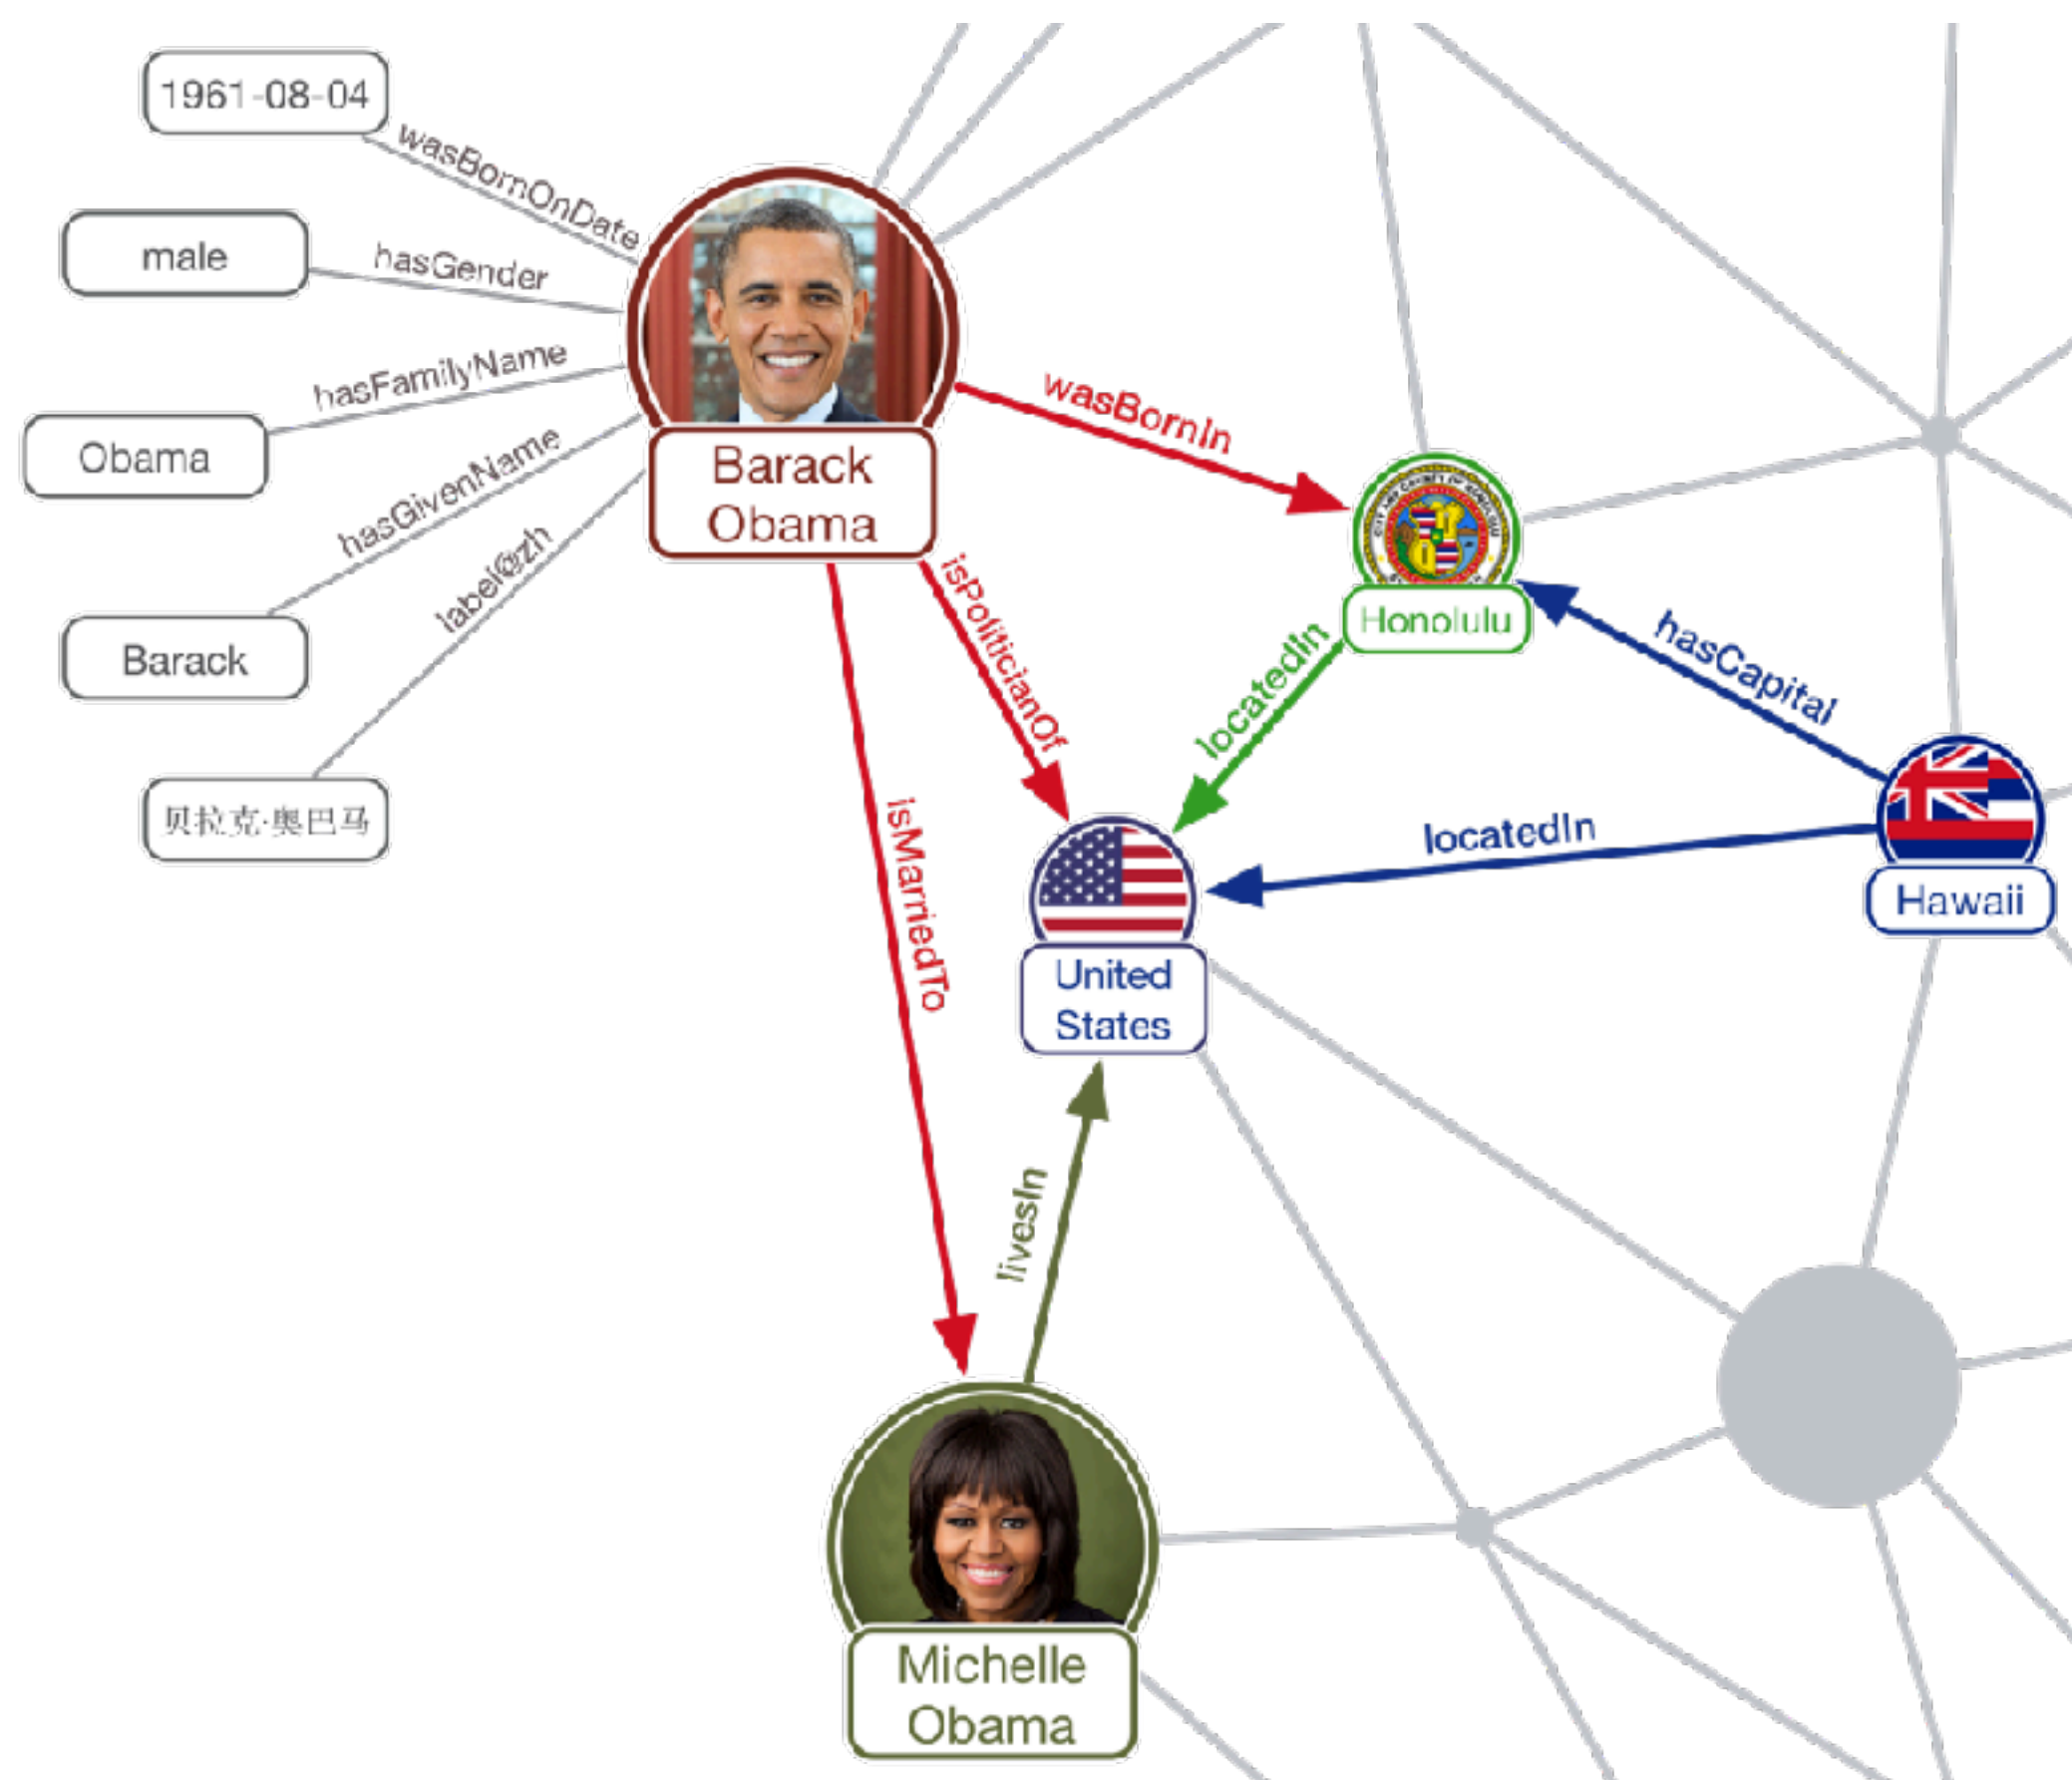 1961-08-04
wasBornOnDate
male
hasGender
hasFamilyName
Obama
hasGivenName
Barack
label@zh
贝拉克·奥巴马
Barack
Obama
wasBornIn
isPoliticianOf
isMarriedTo
Honolulu
locatedIn
hasCapital
locatedIn
Hawaii
United
States
livesIn
Michelle
Obama